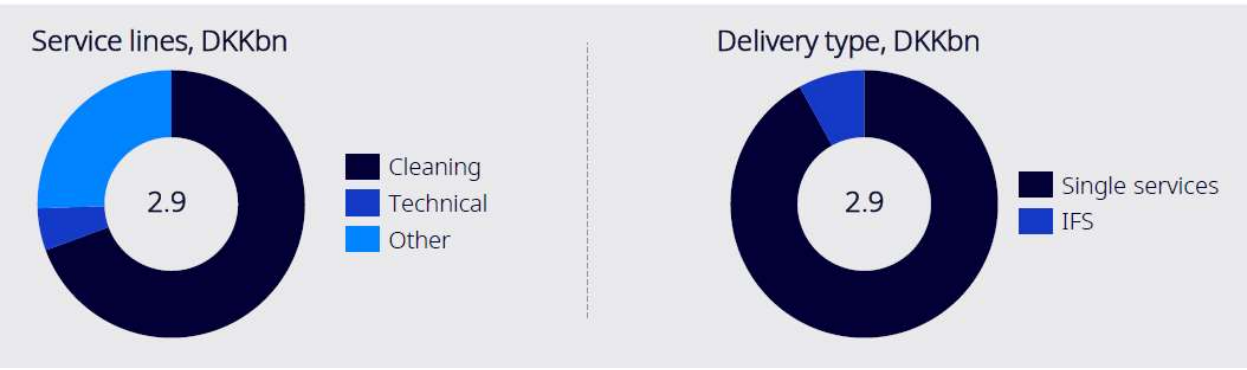 Service lines, DKKbn
2.9
Cleaning
Technical
Other
Delivery type, DKKbn
2.9
Single services
IFS